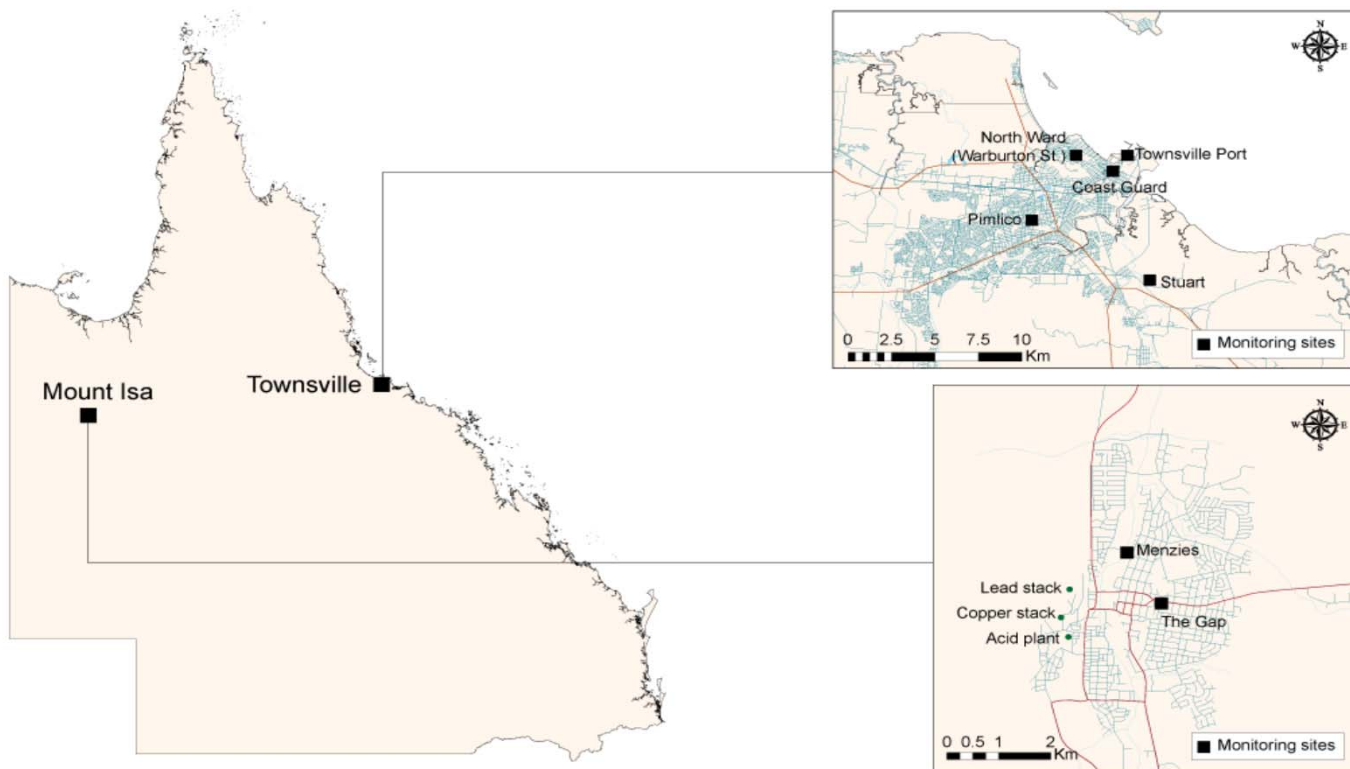 Mount Isa
Townsville
N
W E
S
North Ward
(Warburton St.)
Townsville Port
Coast Guard
Pimlico
Stuart
0 2.5 5 7.5 10
Km
Monitoring sites
N
W E
S
Menzies
Lead stack
Copper stack
The Gap
Acid plant
0 0.5 1 2
Km
Monitoring sites